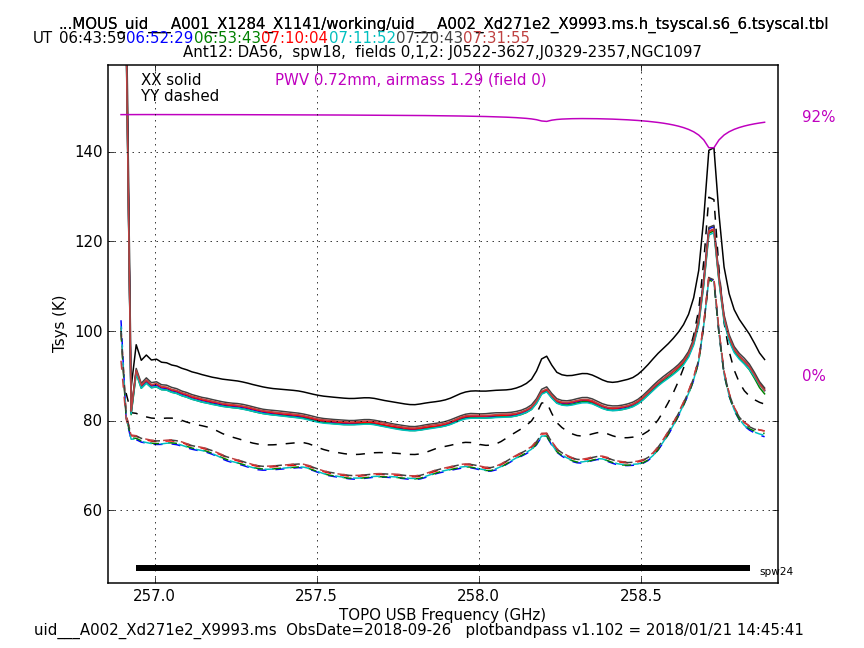 ...MOUS_uid___A001_X1284_X1141/working/uid___A002_Xd271e2_X9993.ms.h_tsyscal.s6_6.tsyscal.tbl
UT 06:43:59 06:52:29 06:53:43 07:10:04 07:11:52 07:20:43 07:31:55
Ant12: DA56, spw18, fields 0,1,2: J0522-3627,J0329-2357,NGC1097
XX solid
PWV 0.72mm, airmass 1.29 (field 0)
YY dashed
92%
140
120
100
80
60
0%
Tsys (K)
spw24
257.0 257.5 258.0 258.5
TOPO USB Frequency (GHz)
uid___A002_Xd271e2_X9993.ms ObsDate=2018-09-26 plotbandpass v1.102 = 2018/01/21 14:45:41